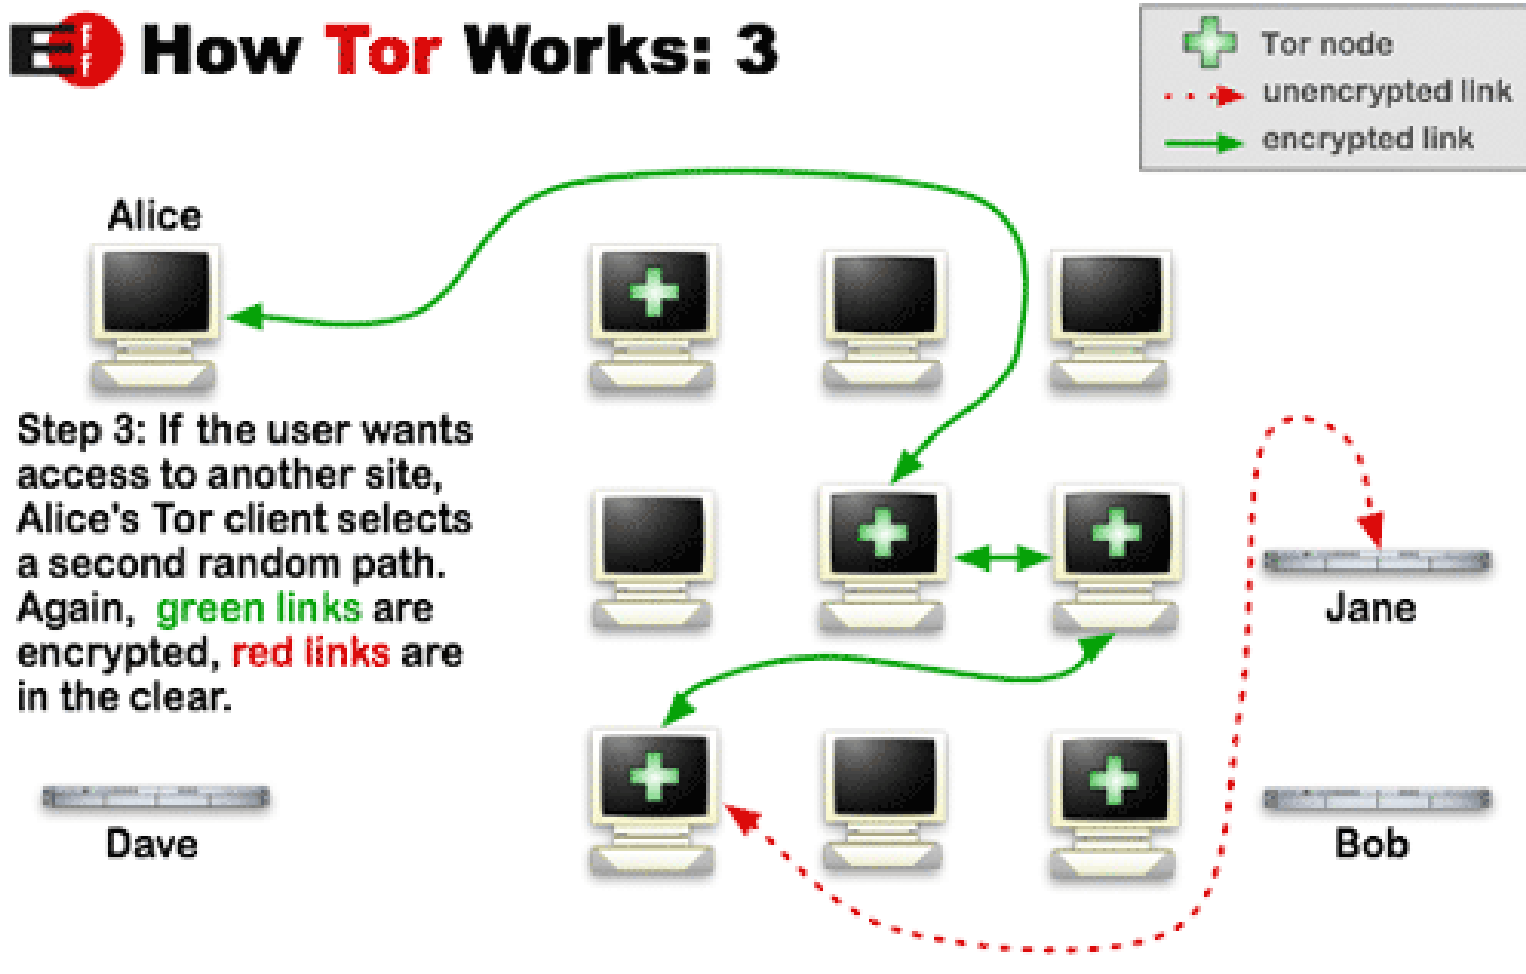 EFF How Tor Works: 3
Tor node
unencrypted link
encrypted link
Alice
Step 3: If the user wants
access to another site,
Alice's Tor client selects
a second random path.
Again, green links are
encrypted, red links are
in the clear.
Jane
Dave
Bob